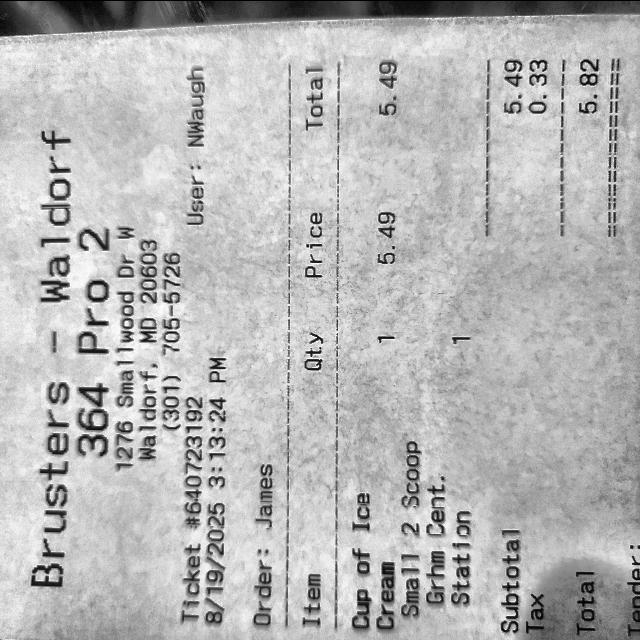 Brusters - Waldorf
364 Pro 2
1276 Smallwood Dr W
Waldorf, MD 20603
(301) 705-5726
Ticket #640723192 User: NWaugh
8/19/2025 3:13:24 PM
Order: James
Item Qty Price Total
Cup of Ice 1 5.49 5.49
Cream
Small 2 Scoop
Grhm Cent. 1
Station
Subtotal 5.49
Tax 0.33
Total 5.82